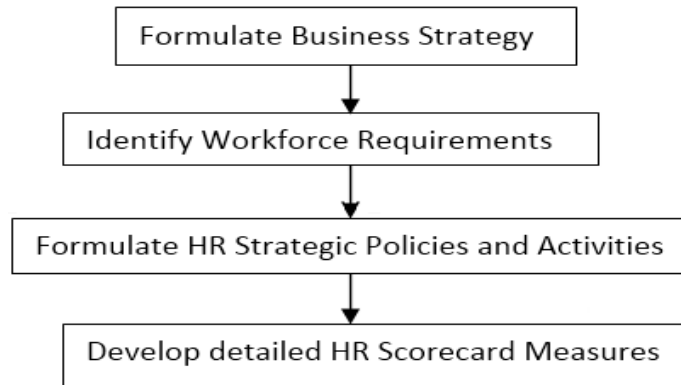 Formulate Business Strategy
Identify Workforce Requirements
Formulate HR Strategic Policies and Activities
Develop detailed HR Scorecard Measures